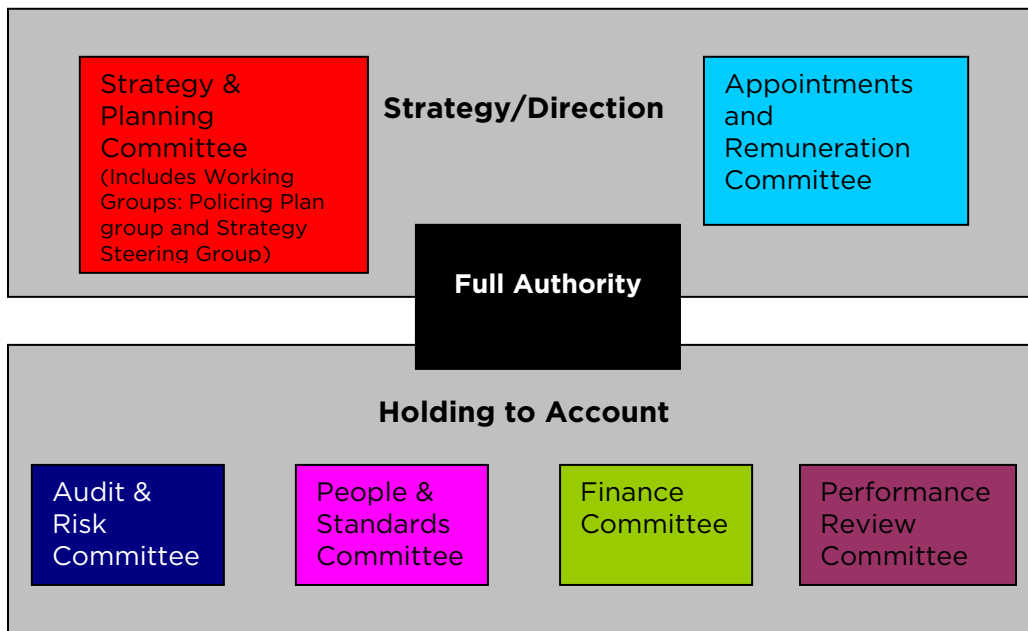 Strategy &
Planning
Committee
(Includes Working
Groups: Policing Plan
group and Strategy
Steering Group)
Strategy/Direction
Appointments
and
Remuneration
Committee
Full Authority
Holding to Account
Audit &
Risk
Committee
People &
Standards
Committee
Finance
Committee
Performance
Review
Committee